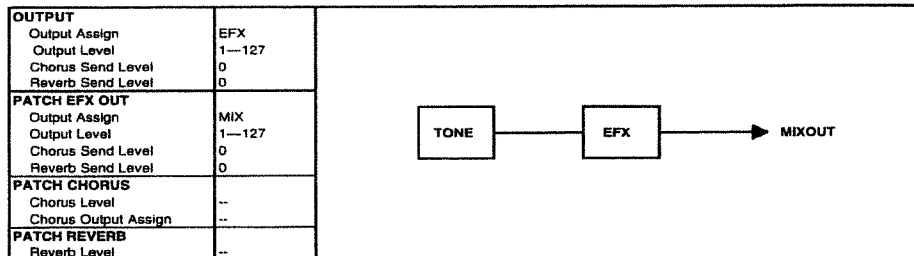 OUTPUT
Output Assign EFX
Output Level 1—127
Chorus Send Level 0
Reverb Send Level 0
PATCH EFX OUT
Output Assign MIX
Output Level 1—127
Chorus Send Level 0
Reverb Send Level 0
PATCH CHORUS
Chorus Level --
Chorus Output Assign --
PATCH REVERB
Reverb Level --
TONE EFX MIXOUT